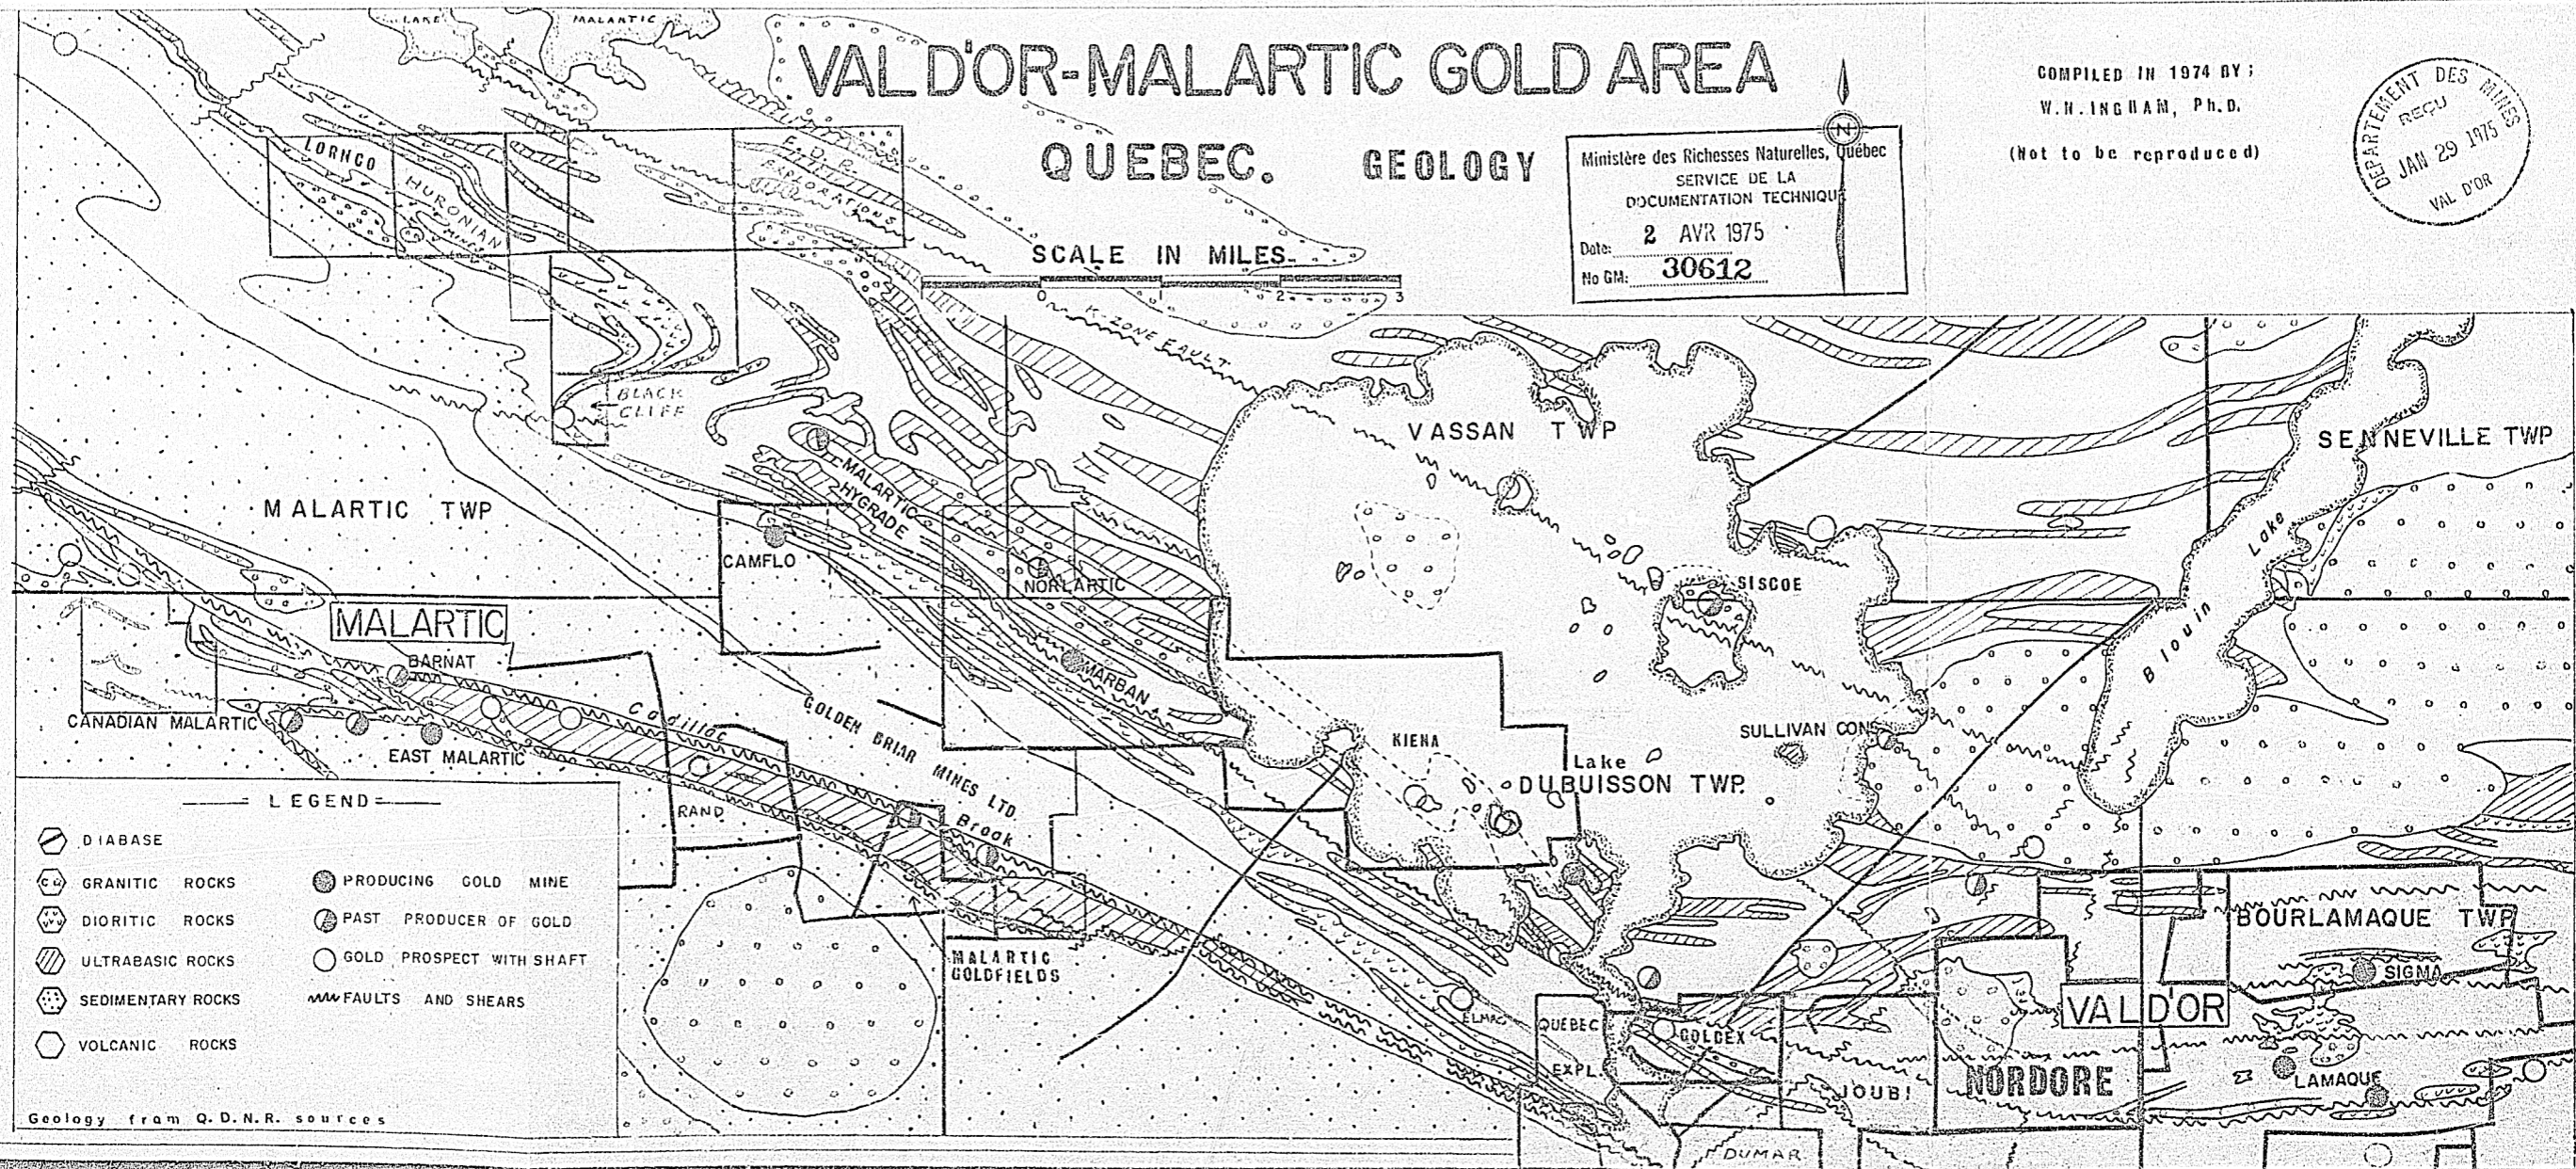 LAKE
MALARTIC
VAL D'OR-MALARTIC GOLD AREA
QUEBEC. GEOLOGY
SCALE IN MILES
0 1 2 3
COMPILED IN 1974 BY;
W.N. INGHAM, Ph.D.
(Not to be reproduced)
DEPARTEMENT DES MINES
REÇU
JAN 29 1975
VAL D'OR
N
Ministère des Richesses Naturelles, Québec
SERVICE DE LA
DOCUMENTATION TECHNIQUE
Date: 2 AVR 1975
No GM: 30612
LORNCO
HURONIAN
MINES
E.D.R.
EXPLORATIONS
K-ZONE FAULT
BLACK
CLIFF
VASSAN TWP
SENNEVILLE TWP
MALARTIC TWP
MALARTIC
HYGRADE
CAMFLO
NORLARTIC
SISCOE
Lake
Blouin
MALARTIC
BARNAT
MARBAN
CANADIAN MALARTIC
EAST MALARTIC
Cadillac
GOLDEN BRIAR MINES LTD.
Break
KIENA
SULLIVAN CONS
Lake
DUBUISSON TWP.
RAND
MALARTIC
GOLDFIELDS
BOURLAMAQUE TWP
SIGMA
VAL D'OR
ELMAC
QUEBEC
EXPL.
GOLDEX
JOUBI
NORDORE
LAMAQUE
DUMAR
LEGEND
DIABASE
GRANITIC ROCKS
DIORITIC ROCKS
ULTRABASIC ROCKS
SEDIMENTARY ROCKS
VOLCANIC ROCKS
PRODUCING GOLD MINE
PAST PRODUCER OF GOLD
GOLD PROSPECT WITH SHAFT
FAULTS AND SHEARS
Geology from Q.D.N.R. sources